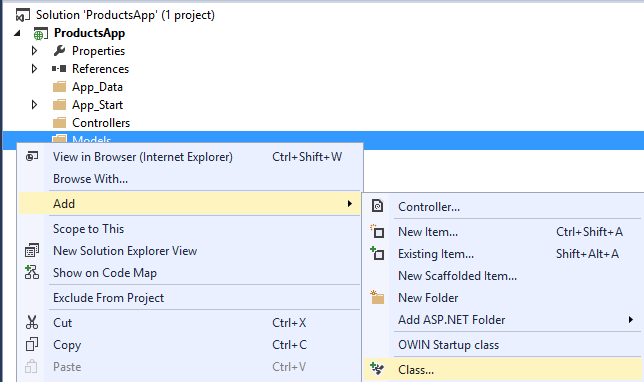 Solution 'ProductsApp' (1 project)
ProductsApp
Properties
References
App_Data
App_Start
Controllers
Models
View in Browser (Internet Explorer) Ctrl+Shift+W
Browse With...
Add
Scope to This
New Solution Explorer View
Show on Code Map
Exclude From Project
Cut Ctrl+X
Copy Ctrl+C
Paste Ctrl+V
Controller...
New Item... Ctrl+Shift+A
Existing Item... Shift+Alt+A
New Scaffolded Item...
New Folder
Add ASP.NET Folder
OWIN Startup class
Class...